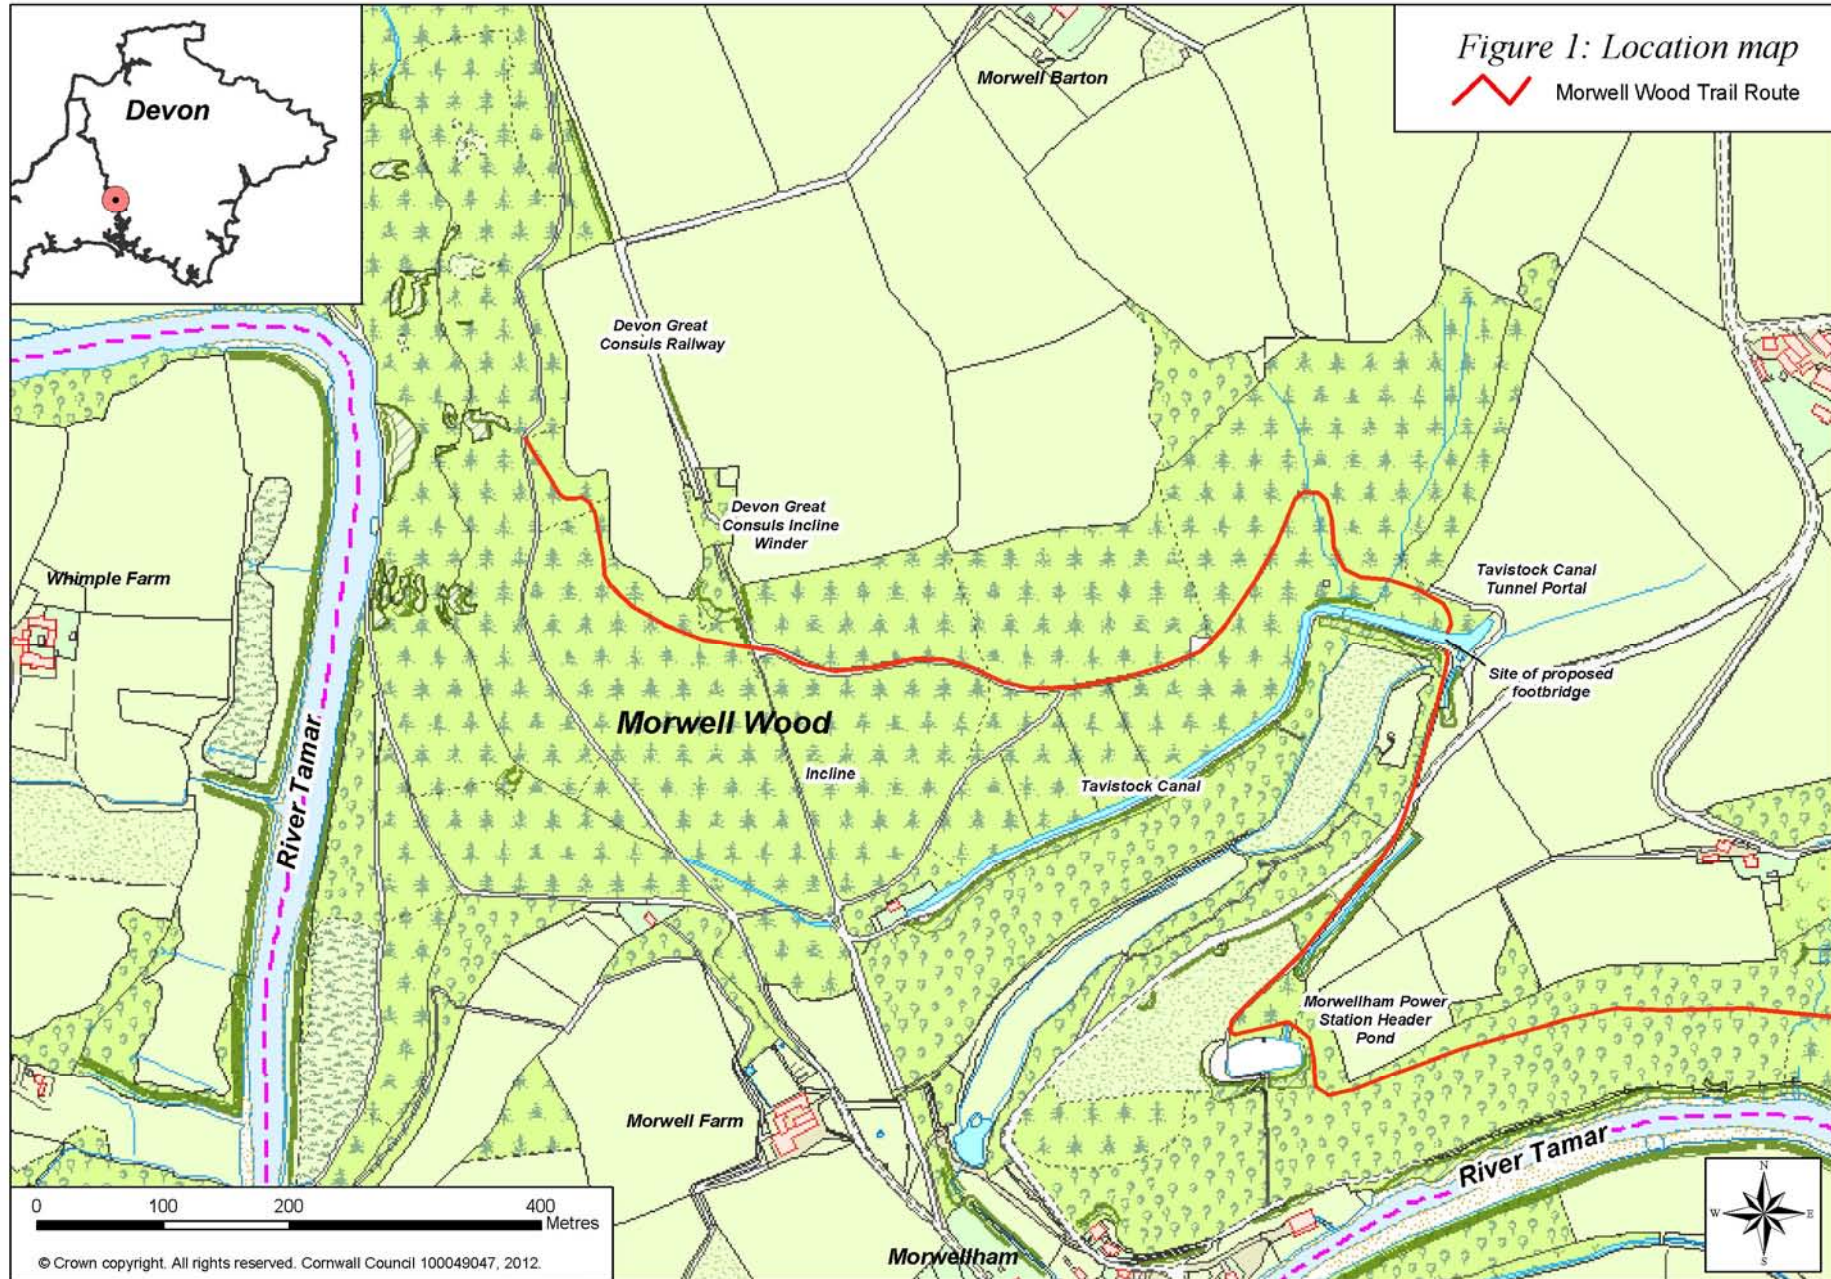 Devon
Figure 1: Location map
Morwell Wood Trail Route
Morwell Barton
Devon Great
Consuls Railway
Devon Great
Consuls Incline
Winder
Whimple Farm
Tavistock Canal
Tunnel Portal
Site of proposed
footbridge
Morwell Wood
River Tamar
Incline
Tavistock Canal
Morwellham Power
Station Header
Pond
Morwell Farm
River Tamar
Morwellham
N
W
E
S
0
100
200
400
Metres
© Crown copyright. All rights reserved. Cornwall Council 100049047, 2012.